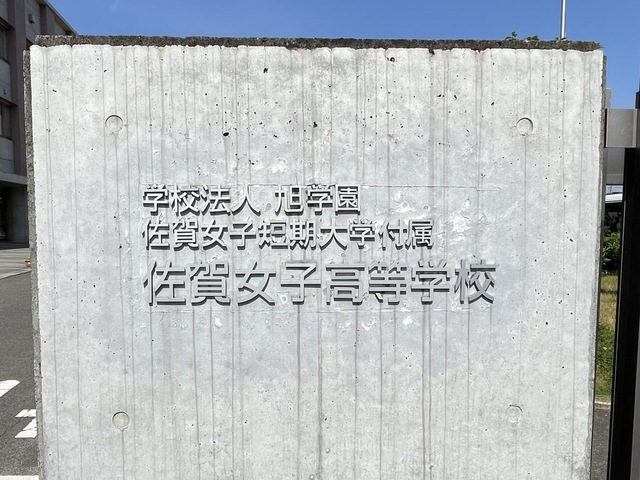 学校法人 旭学園
佐賀女子短期大学付属
佐賀女子高等学校